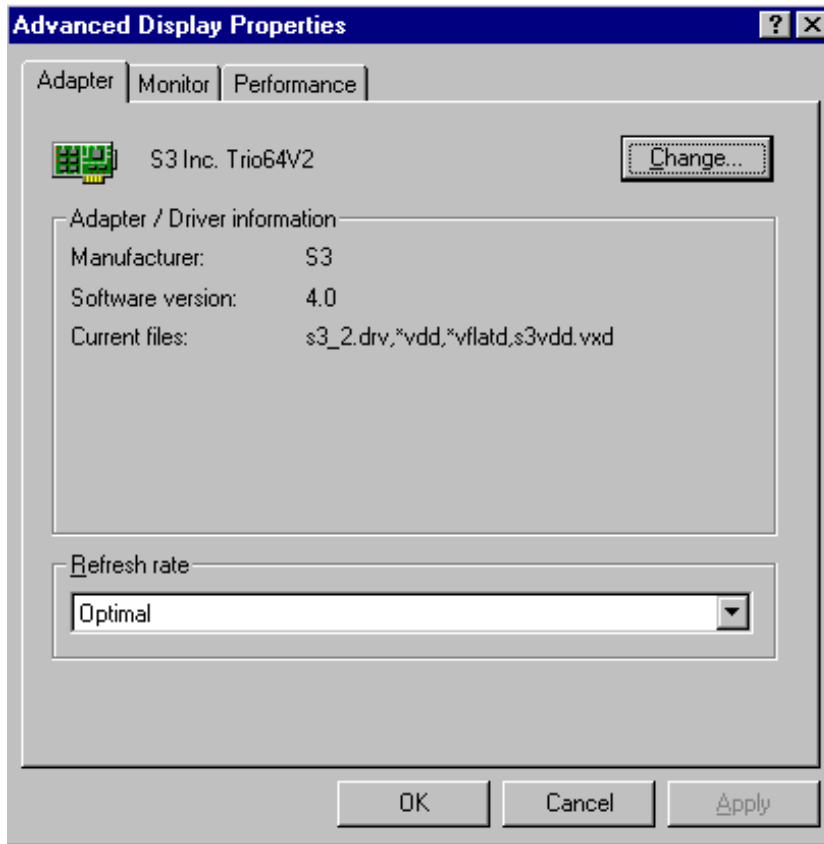 Advanced Display Properties
Adapter Monitor Performance
S3 Inc. Trio64V2 Change...
Adapter / Driver information
Manufacturer: S3
Software version: 4.0
Current files: s3_2.drv,*vdd,*vflatd,s3vdd.vxd
Refresh rate
Optimal
OK Cancel Apply